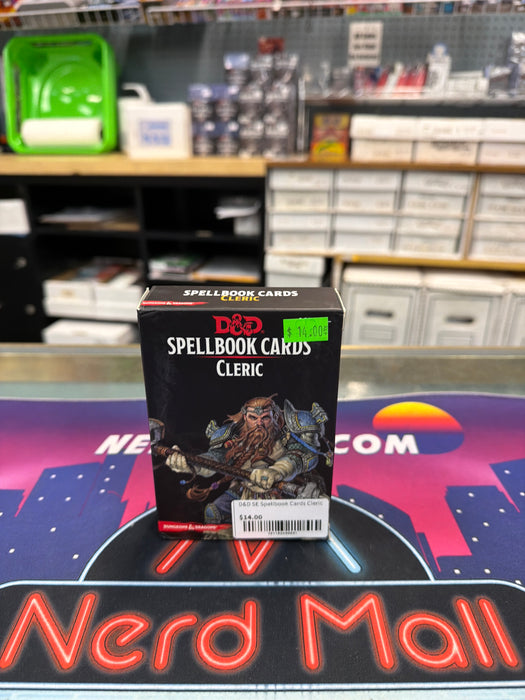 SPELLBOOK CARDS
CLERIC
D&D
$ 14.00
SPELLBOOK CARDS
CLERIC
DUNGEONS & DRAGONS
D&D 5E Spellbook Cards Cleric
$14.00
NE
COM
Nerd Mall